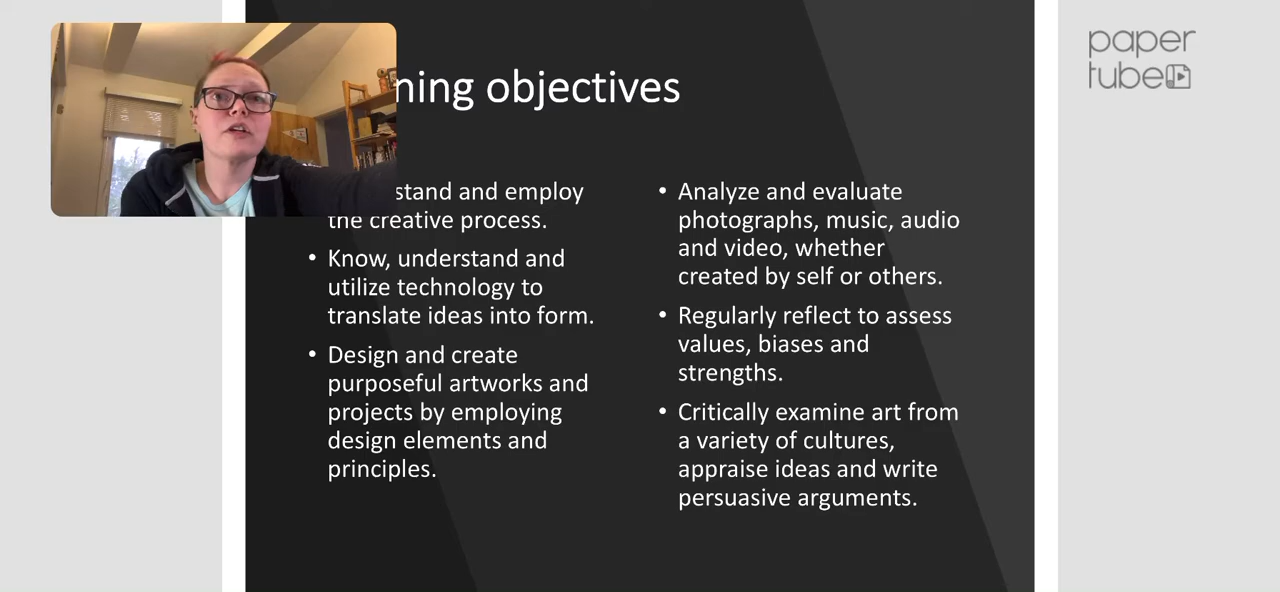 ning objectives
stand and employ
the creative process.
• Know, understand and
utilize technology to
translate ideas into form.
• Design and create
purposeful artworks and
projects by employing
design elements and
principles.
• Analyze and evaluate
photographs, music, audio
and video, whether
created by self or others.
• Regularly reflect to assess
values, biases and
strengths.
• Critically examine art from
a variety of cultures,
appraise ideas and write
persuasive arguments.
paper
tube